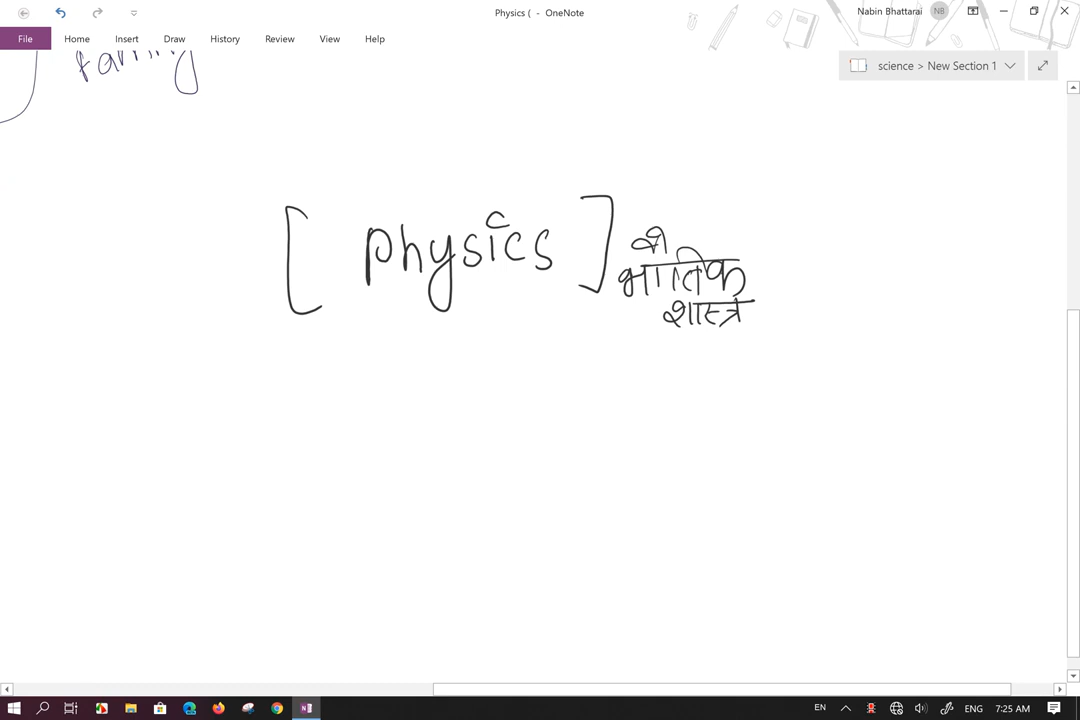 Physics ( - OneNote
Nabin Bhattarai NB
File Home Insert Draw View History Review View Help
science > New Section 1
[ Physics ]
भौतिक
शास्त्र
EN ENG 7:25 AM